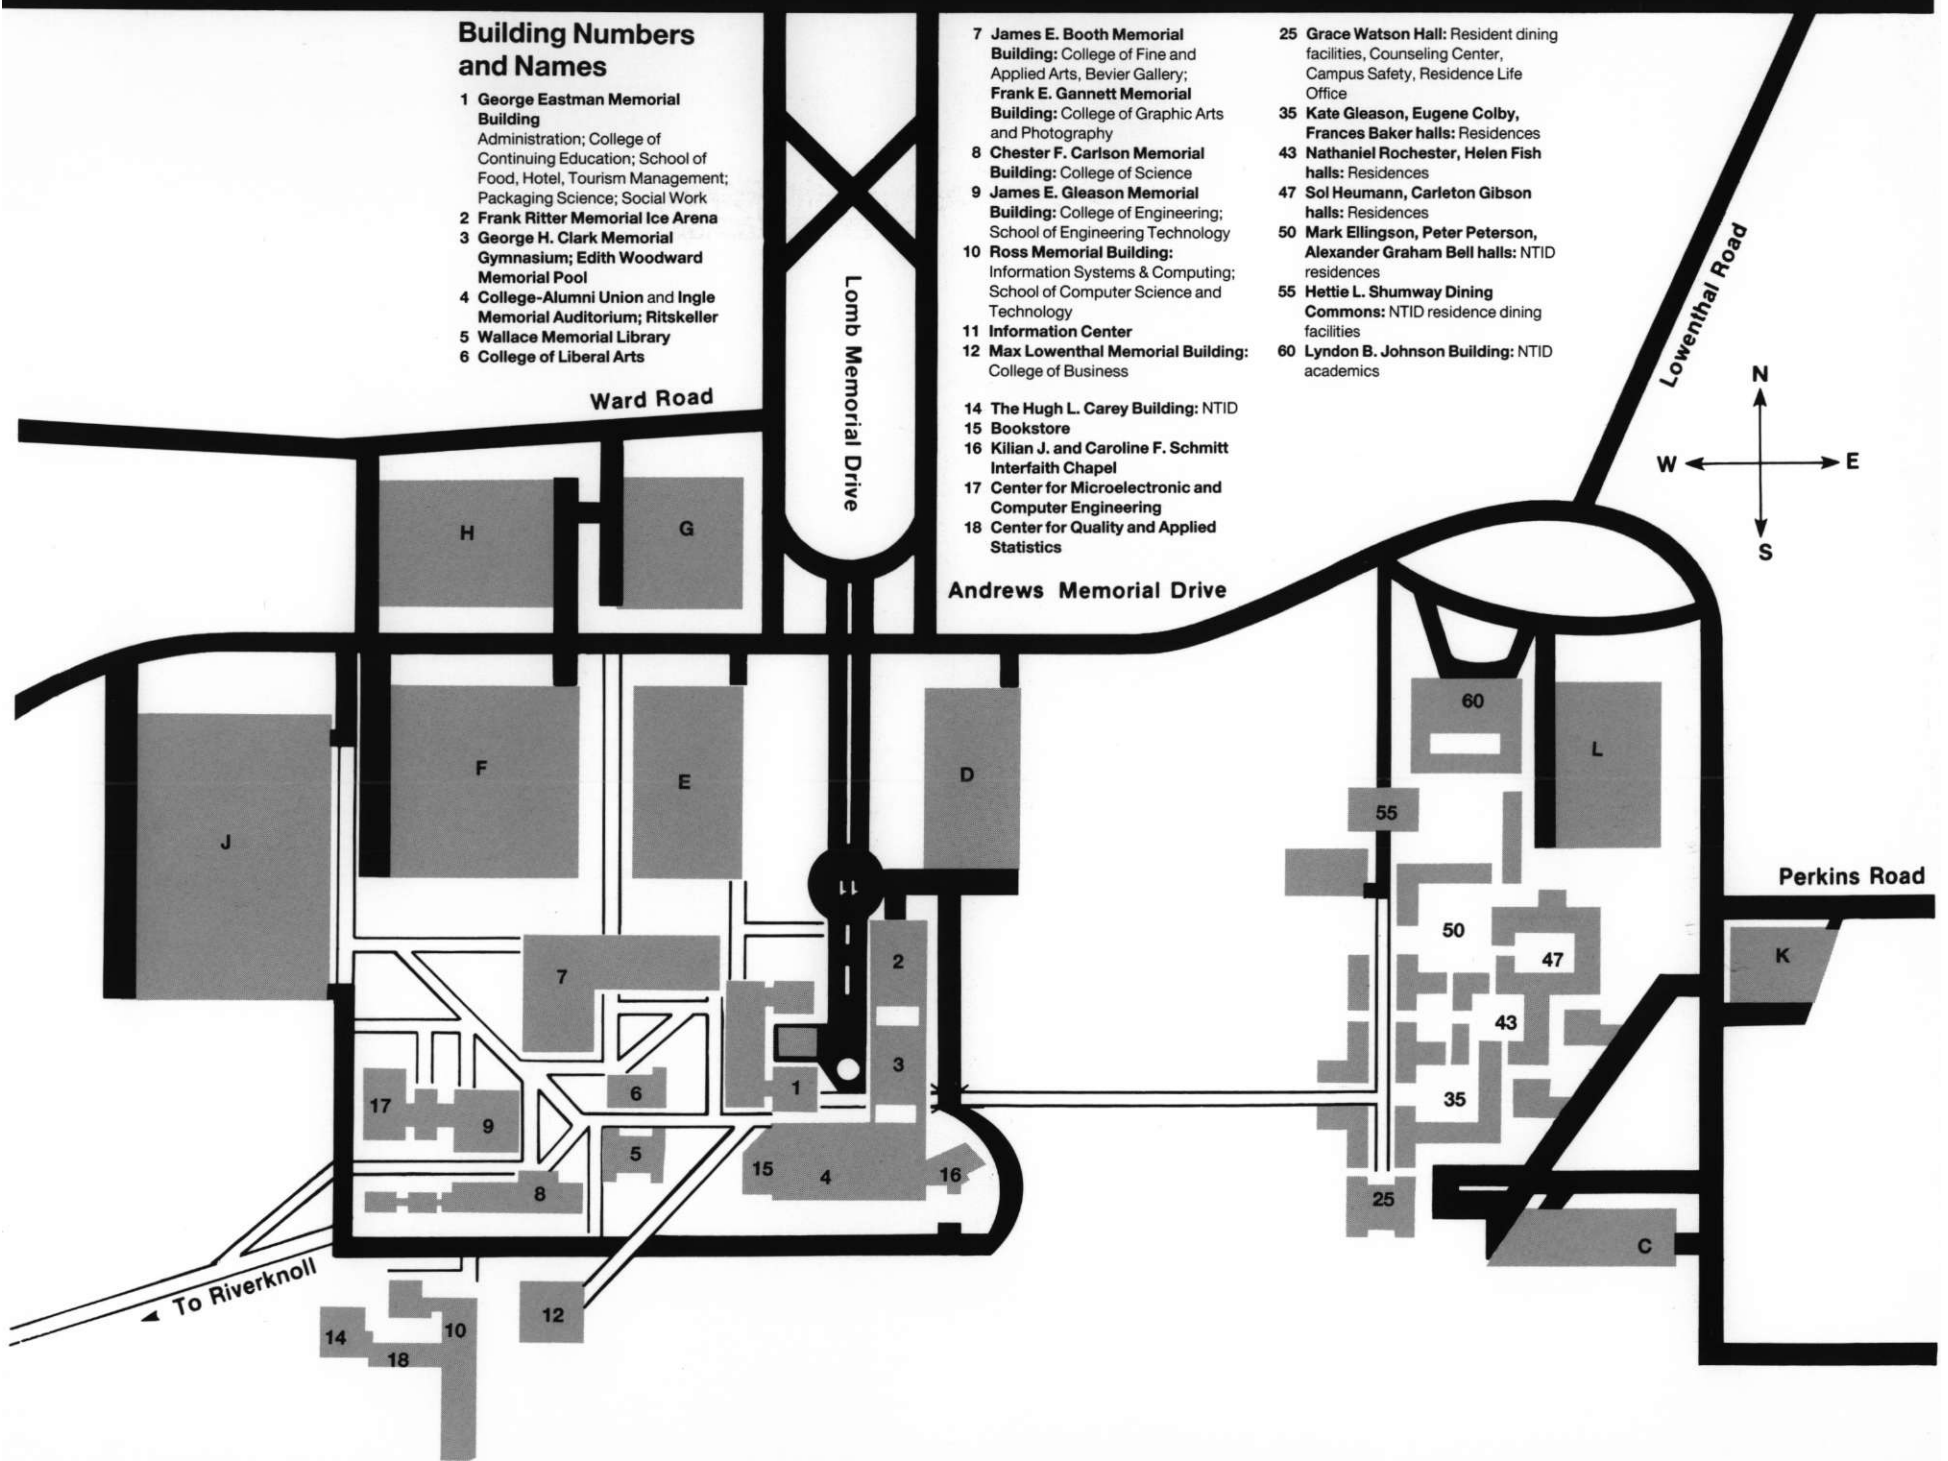 Building Numbers
and Names
1 George Eastman Memorial
Building
Administration; College of
Continuing Education; School of
Food, Hotel, Tourism Management;
Packaging Science; Social Work
2 Frank Ritter Memorial Ice Arena
3 George H. Clark Memorial
Gymnasium; Edith Woodward
Memorial Pool
4 College-Alumni Union and Ingle
Memorial Auditorium; Ritskeller
5 Wallace Memorial Library
6 College of Liberal Arts
7 James E. Booth Memorial
Building: College of Fine and
Applied Arts, Bevier Gallery;
Frank E. Gannett Memorial
Building: College of Graphic Arts
and Photography
8 Chester F. Carlson Memorial
Building: College of Science
9 James E. Gleason Memorial
Building: College of Engineering;
School of Engineering Technology
10 Ross Memorial Building:
Information Systems & Computing;
School of Computer Science and
Technology
11 Information Center
12 Max Lowenthal Memorial Building:
College of Business
14 The Hugh L. Carey Building: NTID
15 Bookstore
16 Kilian J. and Caroline F. Schmitt
Interfaith Chapel
17 Center for Microelectronic and
Computer Engineering
18 Center for Quality and Applied
Statistics
25 Grace Watson Hall: Resident dining
facilities, Counseling Center,
Campus Safety, Residence Life
Office
35 Kate Gleason, Eugene Colby,
Frances Baker halls: Residences
43 Nathaniel Rochester, Helen Fish
halls: Residences
47 Sol Heumann, Carleton Gibson
halls: Residences
50 Mark Ellingson, Peter Peterson,
Alexander Graham Bell halls: NTID
residences
55 Hettie L. Shumway Dining
Commons: NTID residence dining
facilities
60 Lyndon B. Johnson Building: NTID
academics
Lomb Memorial Drive
Lowenthal Road
N
W E
S
Ward Road
H
G
Andrews Memorial Drive
60
F
E
D
L
J
55
11
Perkins Road
50
47
K
7
2
43
3
1
6
35
17
9
5
15
4
16
8
25
C
To Riverknoll
12
14
10
18